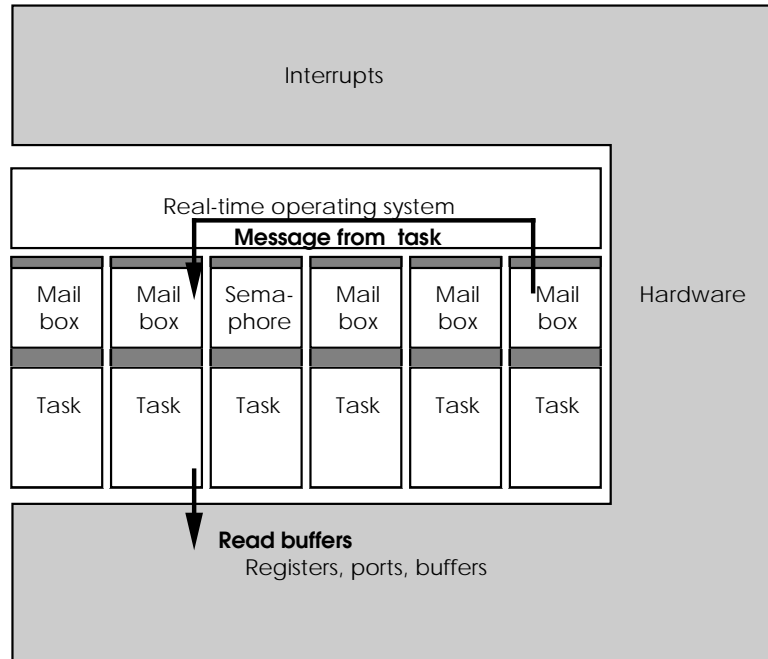 Interrupts
Real-time operating system
Message from task
Mail
box
Mail
box
Sema-
phore
Mail
box
Mail
box
Mail
box
Hardware
Task
Task
Task
Task
Task
Task
Read buffers
Registers, ports, buffers